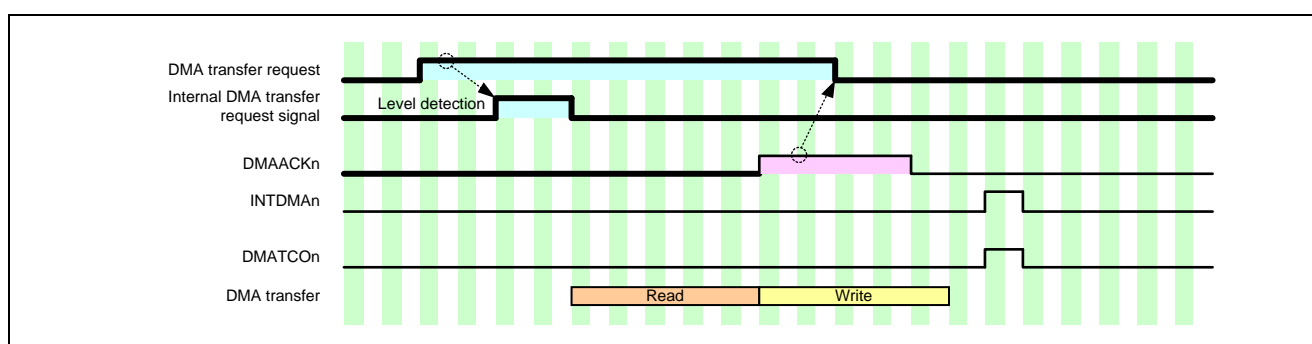 DMA transfer request
Internal DMA transfer
request signal
Level detection
DMAACKn
INTDMAn
DMATCOn
DMA transfer
Read
Write